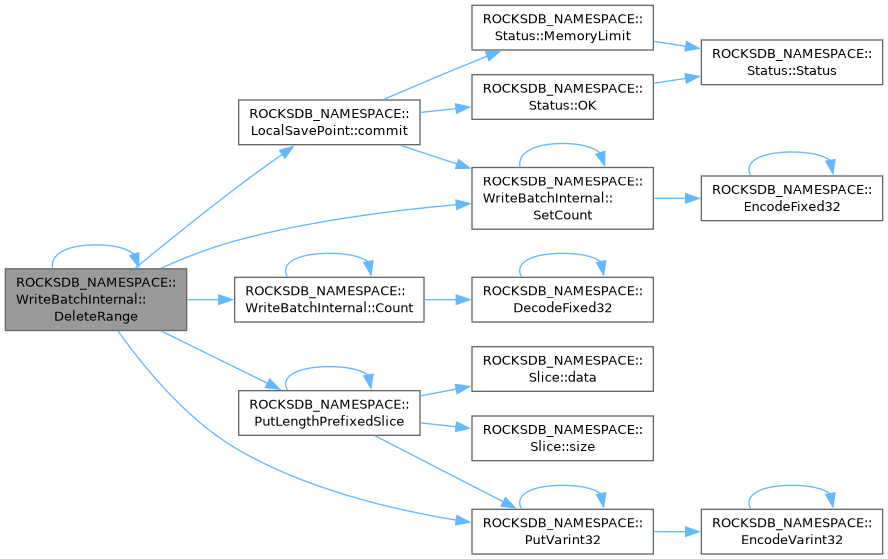 ROCKSDB_NAMESPACE::
WriteBatchInternal::
DeleteRange
ROCKSDB_NAMESPACE::
LocalSavePoint::commit
ROCKSDB_NAMESPACE::
WriteBatchInternal::Count
ROCKSDB_NAMESPACE::
PutLengthPrefixedSlice
ROCKSDB_NAMESPACE::
Status::MemoryLimit
ROCKSDB_NAMESPACE::
Status::OK
ROCKSDB_NAMESPACE::
WriteBatchInternal::
SetCount
ROCKSDB_NAMESPACE::
DecodeFixed32
ROCKSDB_NAMESPACE::
Slice::data
ROCKSDB_NAMESPACE::
Slice::size
ROCKSDB_NAMESPACE::
PutVarint32
ROCKSDB_NAMESPACE::
Status::Status
ROCKSDB_NAMESPACE::
EncodeFixed32
ROCKSDB_NAMESPACE::
EncodeVarint32